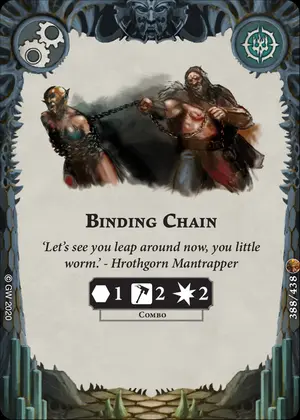 BINDING CHAIN
‘Let’s see you leap around now, you little
worm.’ - Hrothgorn Mantrapper
1 2 2
COMBO
© GW 2020
388/438